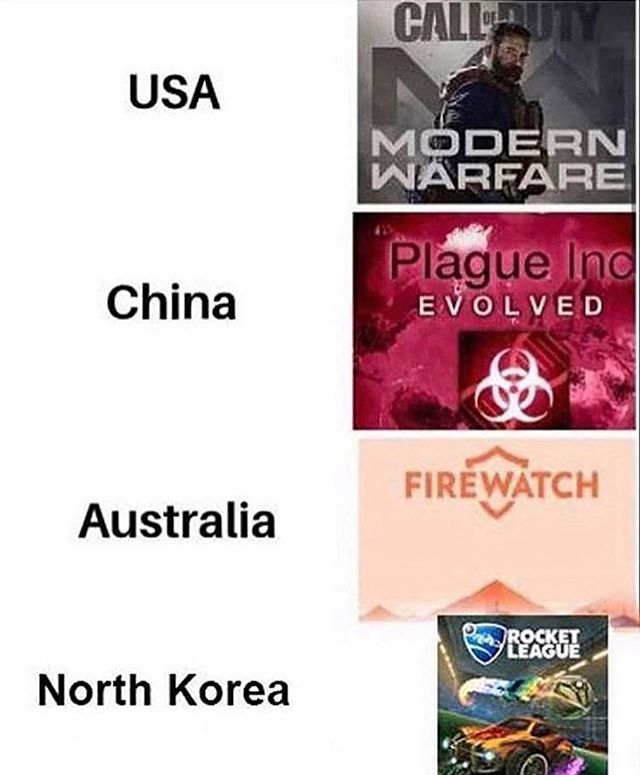 USA
CALL OF DUTY
MODERN
WARFARE
China
Plague Inc
EVOLVED
Australia
FIREWATCH
North Korea
ROCKET
LEAGUE